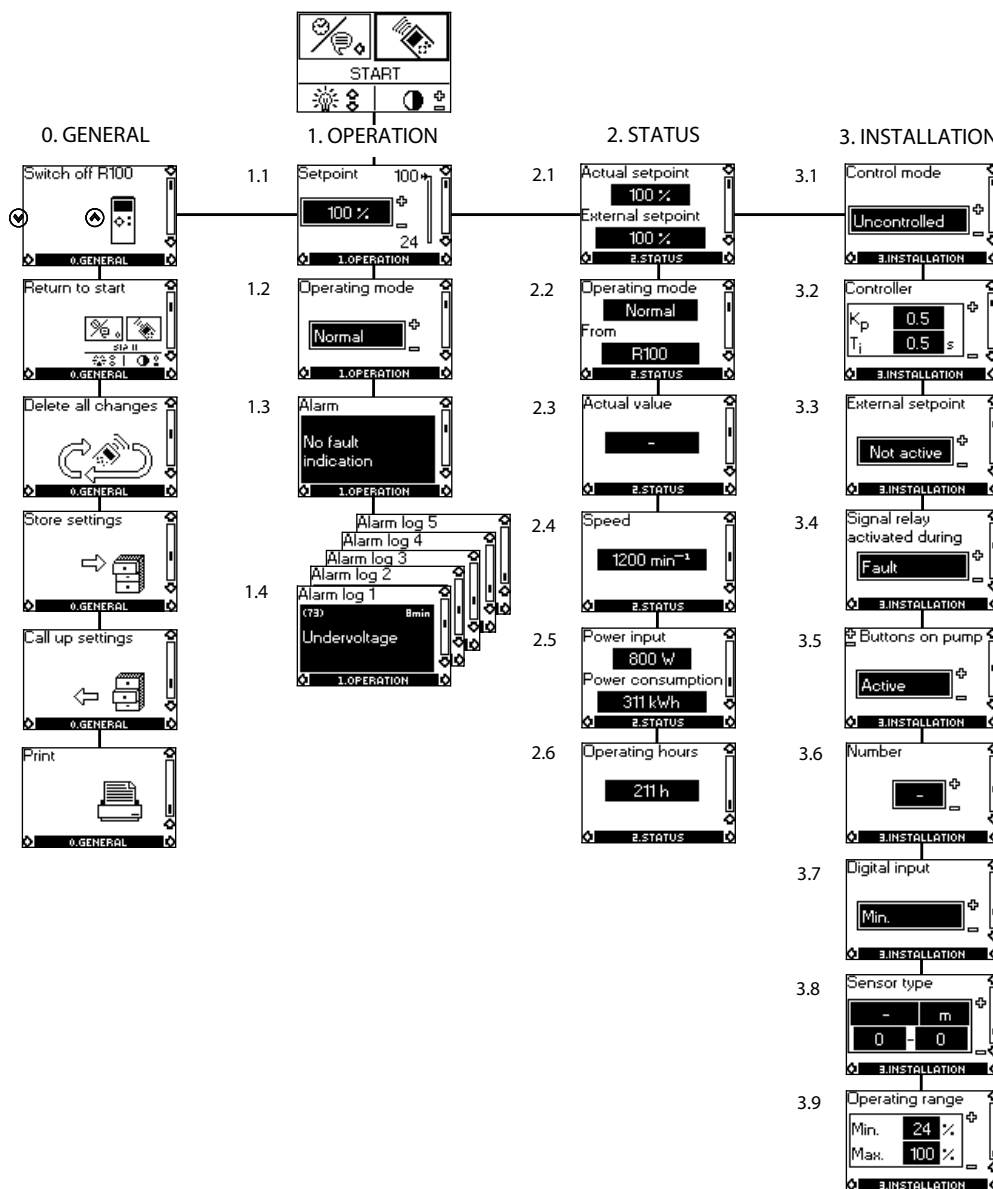 START
0. GENERAL
1. OPERATION
2. STATUS
3. INSTALLATION
Switch off R100
0.GENERAL
Return to start
START
0.GENERAL
Delete all changes
0.GENERAL
Store settings
0.GENERAL
Call up settings
0.GENERAL
Print
0.GENERAL
1.1
Setpoint 100
100 %
24
1.OPERATION
1.2
Operating mode
Normal
1.OPERATION
1.3
Alarm
No fault
indication
1.OPERATION
Alarm log 5
Alarm log 4
Alarm log 3
Alarm log 2
1.4
Alarm log 1
(73) 8min
Undervoltage
1.OPERATION
2.1
Actual setpoint
100 %
External setpoint
100 %
2.STATUS
2.2
Operating mode
Normal
From
R100
2.STATUS
2.3
Actual value
-
2.STATUS
2.4
Speed
1200 min⁻¹
2.STATUS
2.5
Power input
800 W
Power consumption
311 kWh
2.STATUS
2.6
Operating hours
211 h
2.STATUS
3.1
Control mode
Uncontrolled
3.INSTALLATION
3.2
Controller
Kp 0.5
Ti 0.5 s
3.INSTALLATION
3.3
External setpoint
Not active
3.INSTALLATION
3.4
Signal relay
activated during
Fault
3.INSTALLATION
3.5
Buttons on pump
Active
3.INSTALLATION
3.6
Number
-
3.INSTALLATION
3.7
Digital input
Min.
3.INSTALLATION
3.8
Sensor type
- m
0 - 0
3.INSTALLATION
3.9
Operating range
Min. 24 %
Max. 100 %
3.INSTALLATION